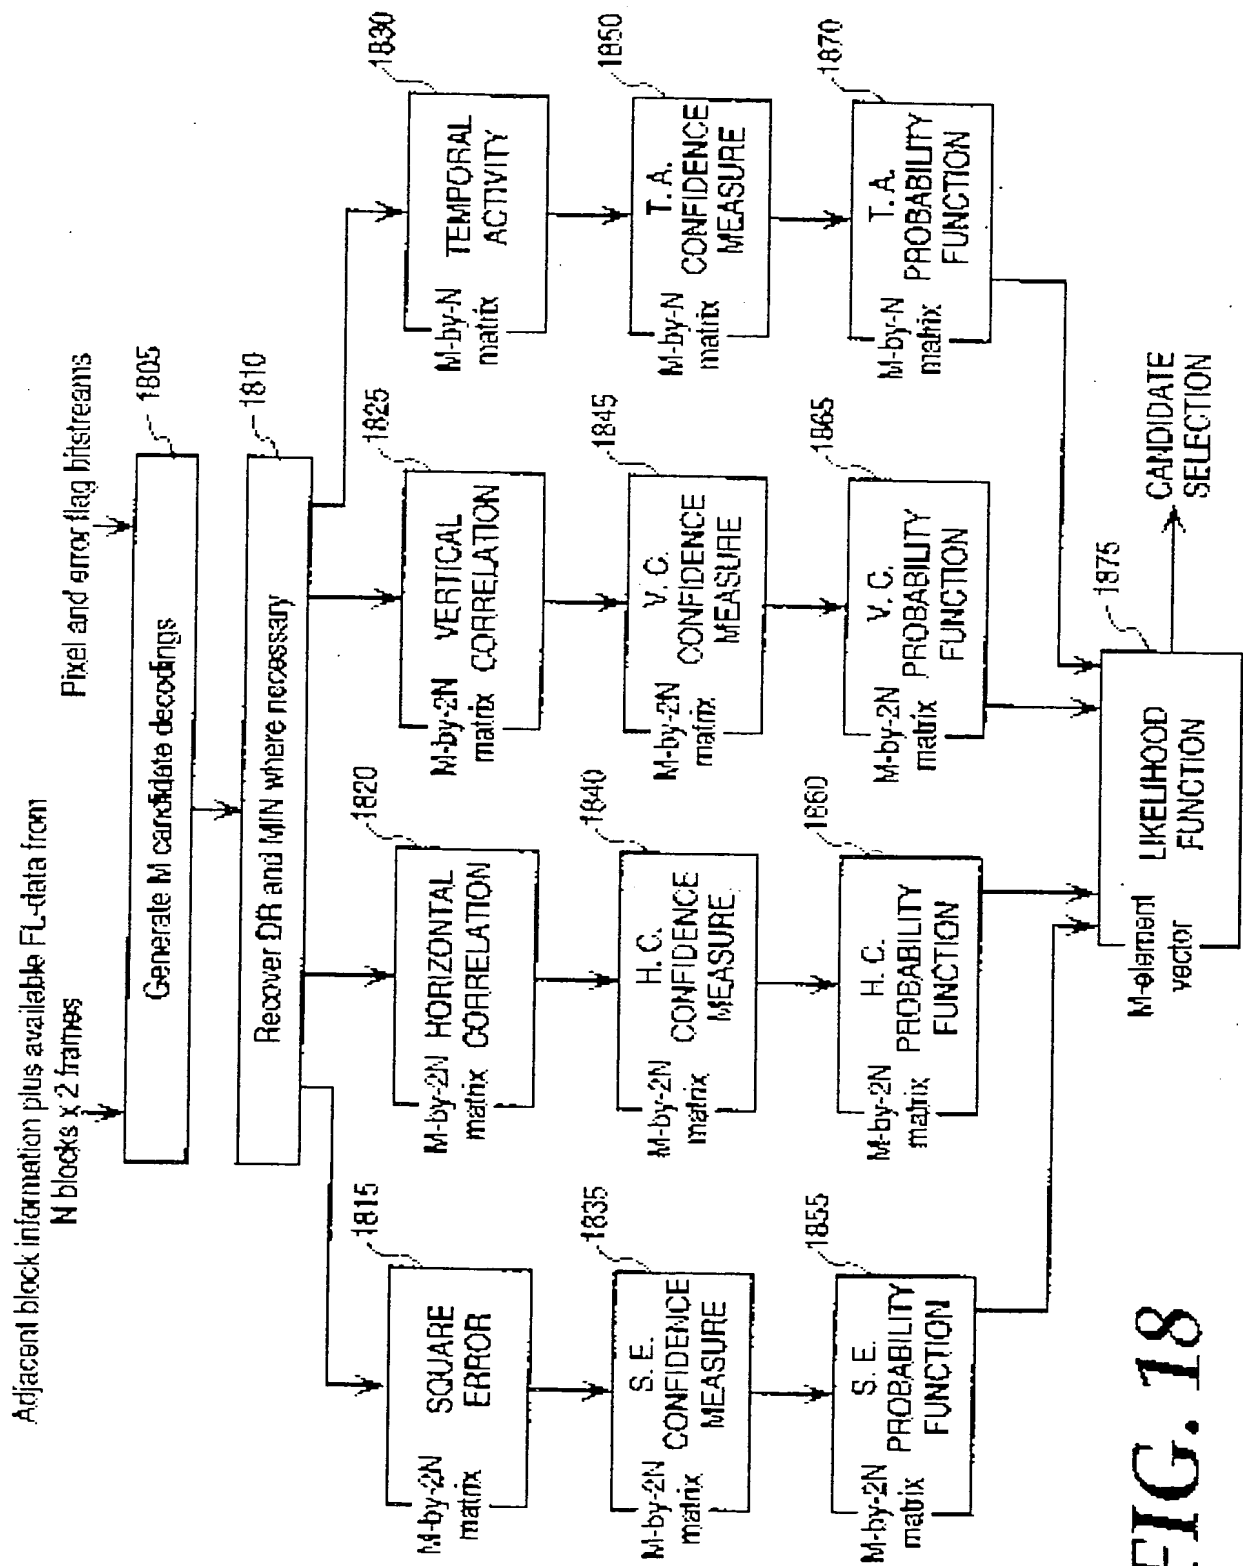 Adjacent block information plus available FL-data from
N blocks x 2 frames
Pixel and error flag bitstreams
1805
Generate M candidate decodings
1810
Recover DR and MIN where necessary
1815
SQUARE
ERROR
M-by-2N
matrix
1820
HORIZONTAL
CORRELATION
M-by-2N
matrix
1825
VERTICAL
CORRELATION
M-by-2N
matrix
1830
TEMPORAL
ACTIVITY
M-by-N
matrix
1835
S. E.
CONFIDENCE
MEASURE
M-by-2N
matrix
1840
H. C.
CONFIDENCE
MEASURE
M-by-2N
matrix
1845
V. C.
CONFIDENCE
MEASURE
M-by-2N
matrix
1850
T. A.
CONFIDENCE
MEASURE
M-by-N
matrix
1855
S. E.
PROBABILITY
FUNCTION
M-by-2N
matrix
1860
H. C.
PROBABILITY
FUNCTION
M-by-2N
matrix
1865
V. C.
PROBABILITY
FUNCTION
M-by-2N
matrix
1870
T. A.
PROBABILITY
FUNCTION
M-by-N
matrix
1875
LIKELIHOOD
FUNCTION
M-element
vector
CANDIDATE
SELECTION
FIG. 18